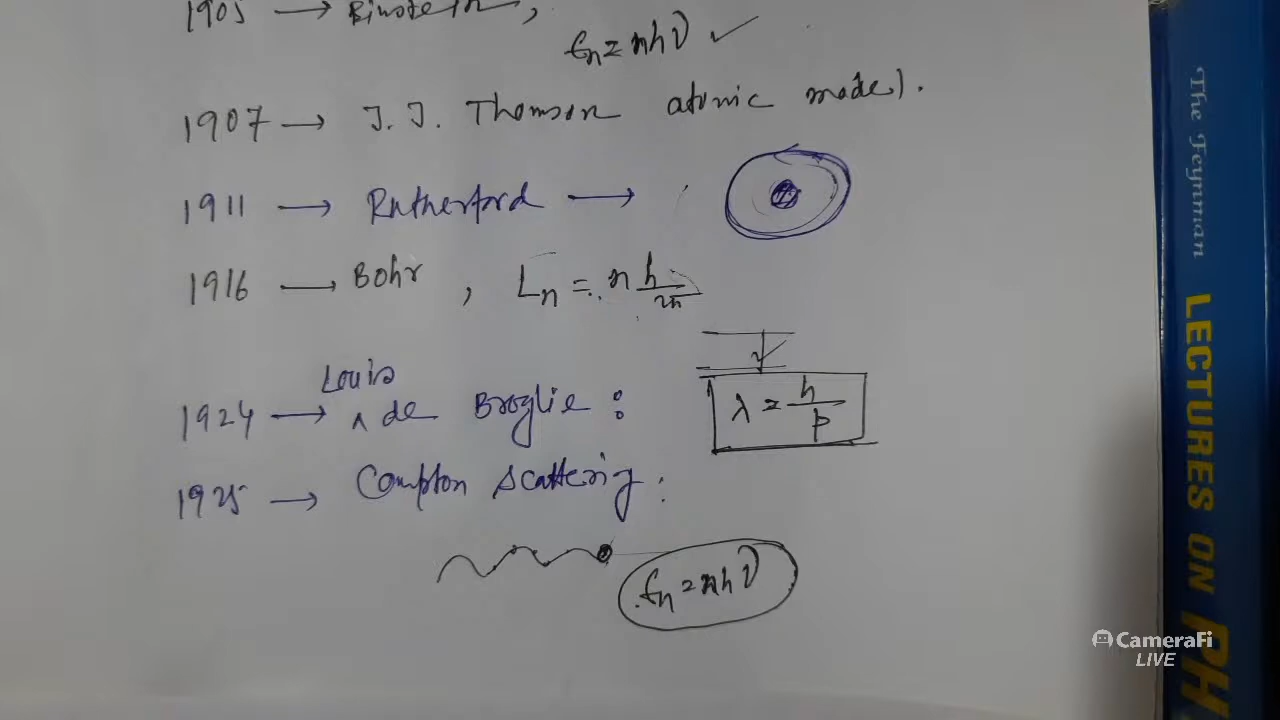 1905 → Einstein,
En = nhν ✓
1907 → J. J. Thomson atomic model.
1911 → Rutherford →
1916 → Bohr , Ln = n h/2π
Louis
1924 → ^ de Broglie :
λ = h/p
1925 → Compton Scattering :
En = nhν
The Feynman LECTURES ON PH
CameraFi
LIVE